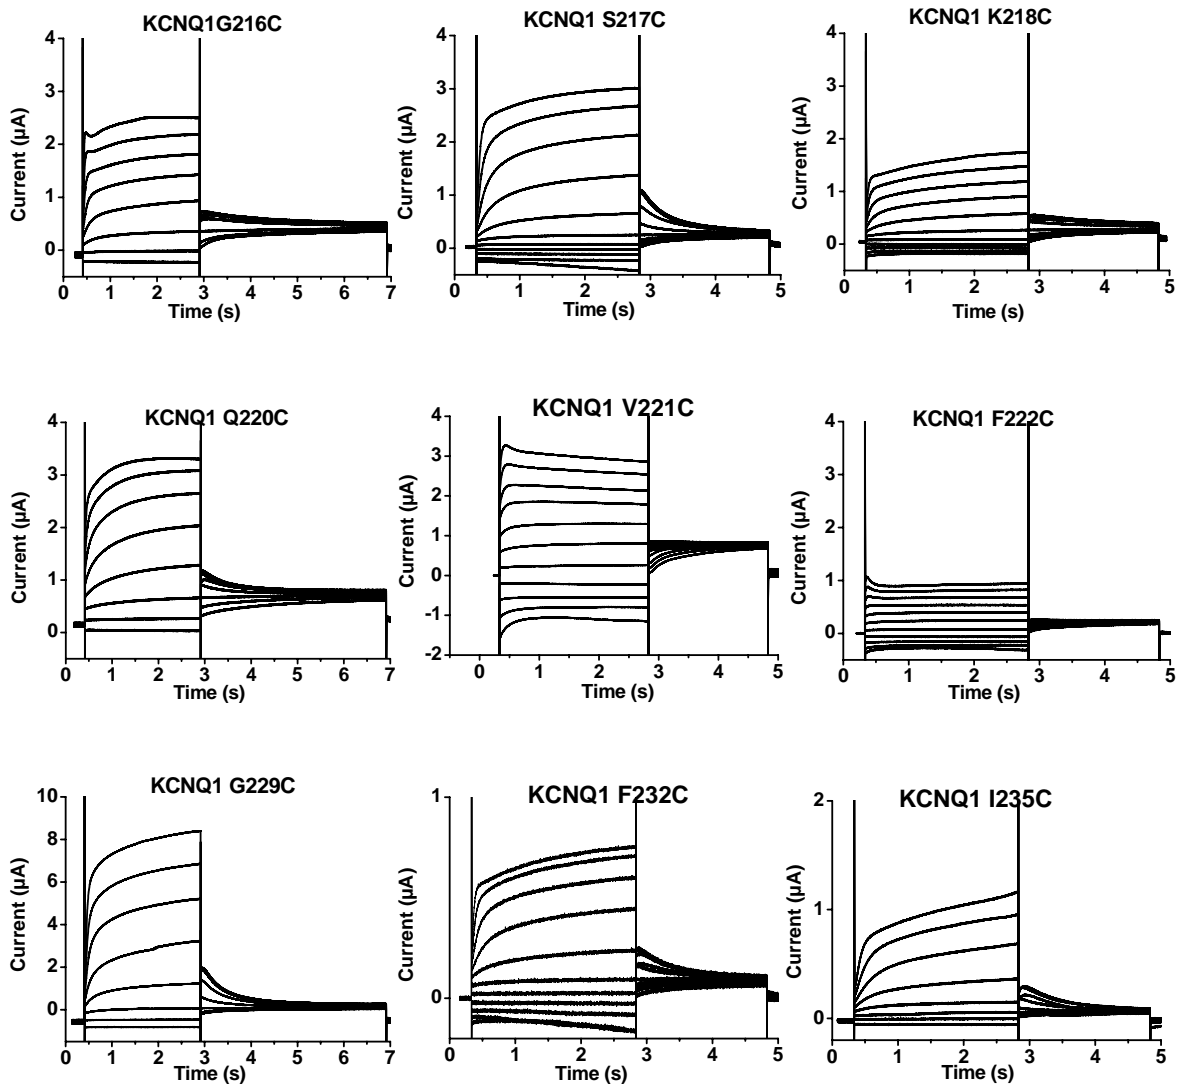 KCNQ1G216C
Current (µA)
4
3
2
1
0
0 1 2 3 4 5 6 7
Time (s)
KCNQ1 S217C
Current (µA)
4
3
2
1
0
0 1 2 3 4 5
Time (s)
KCNQ1 K218C
Current (µA)
4
3
2
1
0
0 1 2 3 4 5
Time (s)
KCNQ1 Q220C
Current (µA)
4
3
2
1
0
0 1 2 3 4 5 6 7
Time (s)
KCNQ1 V221C
Current (µA)
4
3
2
1
0
-1
-2
0 1 2 3 4 5
Time (s)
KCNQ1 F222C
Current (µA)
4
3
2
1
0
0 1 2 3 4 5
Time (s)
KCNQ1 G229C
Current (µA)
10
8
6
4
2
0
0 1 2 3 4 5 6 7
Time (s)
KCNQ1 F232C
Current (µA)
1
0
0 1 2 3 4 5
Time (s)
KCNQ1 I235C
Current (µA)
2
1
0
0 1 2 3 4 5
Time (s)